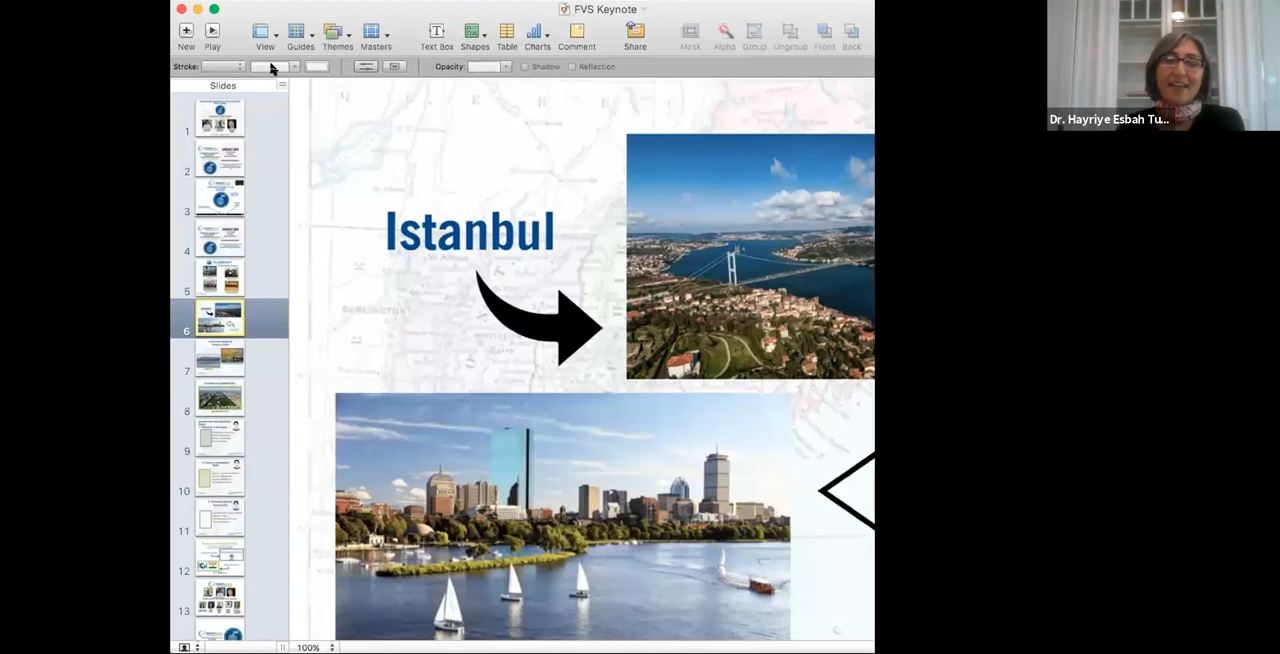 FVS Keynote
New Play View Guides Themes Masters Text Box Shapes Table Charts Comment Share Mask Alpha Group Ungroup Front Back
Stroke: Opacity: Shadow Reflection
Slides
Istanbul
1
2
3
4
5
6
7
8
9
10
11
12
13
100%
Dr. Hayriye Esbah Tu...